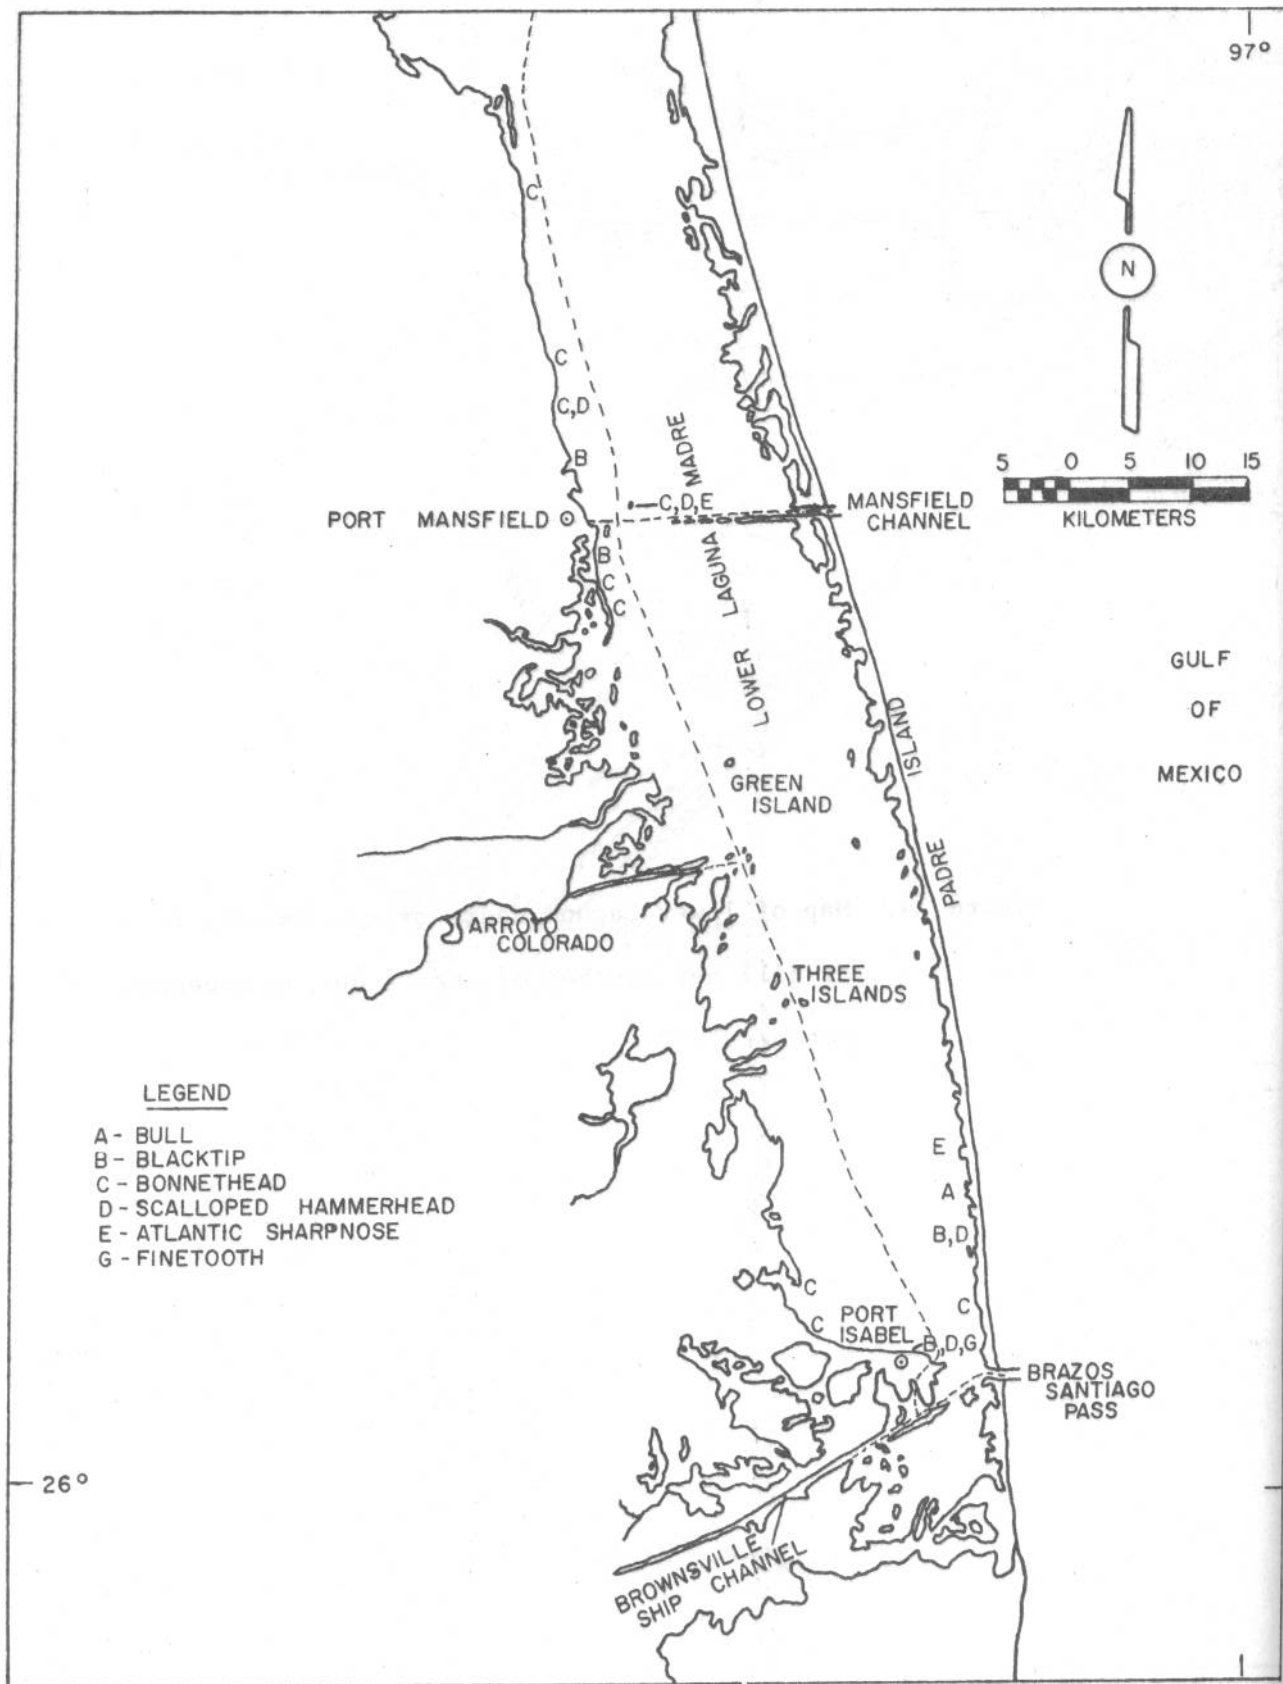 97°
C
C
C,D
B
MADRE
5 0 5 10 15
KILOMETERS
C,D,E
MANSFIELD
CHANNEL
PORT MANSFIELD
B
C
C
LAGUNA
LOWER
GULF
OF
MEXICO
ISLAND
PADRE
GREEN
ISLAND
ARROYO
COLORADO
THREE
ISLANDS
N
LEGEND
A - BULL
B - BLACKTIP
C - BONNETHEAD
D - SCALLOPED HAMMERHEAD
E - ATLANTIC SHARPNOSE
G - FINETOOTH
E
A
B,D
C
C
C
PORT
ISABEL
B,D,G
BRAZOS
SANTIAGO
PASS
26°
BROWNSVILLE
SHIP CHANNEL